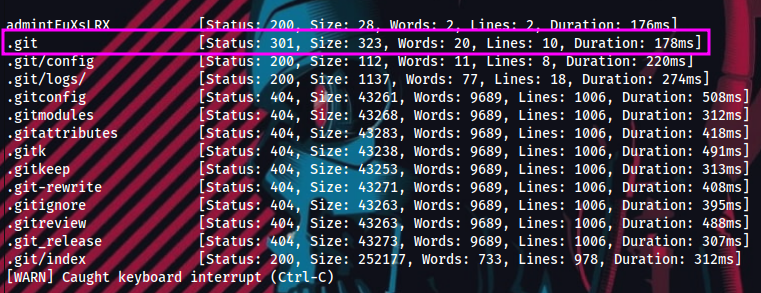 admintFuXsLRX [Status: 200, Size: 28, Words: 2, Lines: 2, Duration: 176ms]
.git [Status: 301, Size: 323, Words: 20, Lines: 10, Duration: 178ms]
.git/config [Status: 200, Size: 112, Words: 11, Lines: 8, Duration: 220ms]
.git/logs/ [Status: 200, Size: 1137, Words: 77, Lines: 18, Duration: 274ms]
.gitconfig [Status: 404, Size: 43261, Words: 9689, Lines: 1006, Duration: 508ms]
.gitmodules [Status: 404, Size: 43268, Words: 9689, Lines: 1006, Duration: 312ms]
.gitattributes [Status: 404, Size: 43283, Words: 9689, Lines: 1006, Duration: 418ms]
.gitk [Status: 404, Size: 43238, Words: 9689, Lines: 1006, Duration: 491ms]
.gitkeep [Status: 404, Size: 43253, Words: 9689, Lines: 1006, Duration: 313ms]
.git-rewrite [Status: 404, Size: 43271, Words: 9689, Lines: 1006, Duration: 408ms]
.gitignore [Status: 404, Size: 43263, Words: 9689, Lines: 1006, Duration: 395ms]
.gitreview [Status: 404, Size: 43263, Words: 9689, Lines: 1006, Duration: 488ms]
.git_release [Status: 404, Size: 43273, Words: 9689, Lines: 1006, Duration: 307ms]
.git/index [Status: 200, Size: 252177, Words: 733, Lines: 978, Duration: 312ms]
[WARN] Caught keyboard interrupt (Ctrl-C)